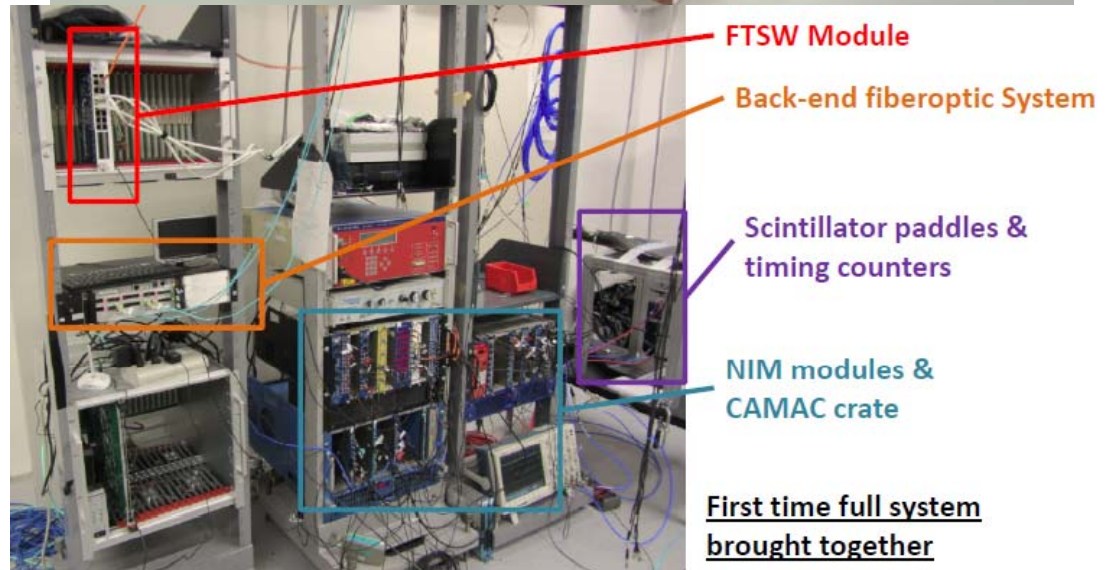 FTSW Module
Back-end fiberoptic System
Scintillator paddles &
timing counters
NIM modules &
CAMAC crate
First time full system
brought together